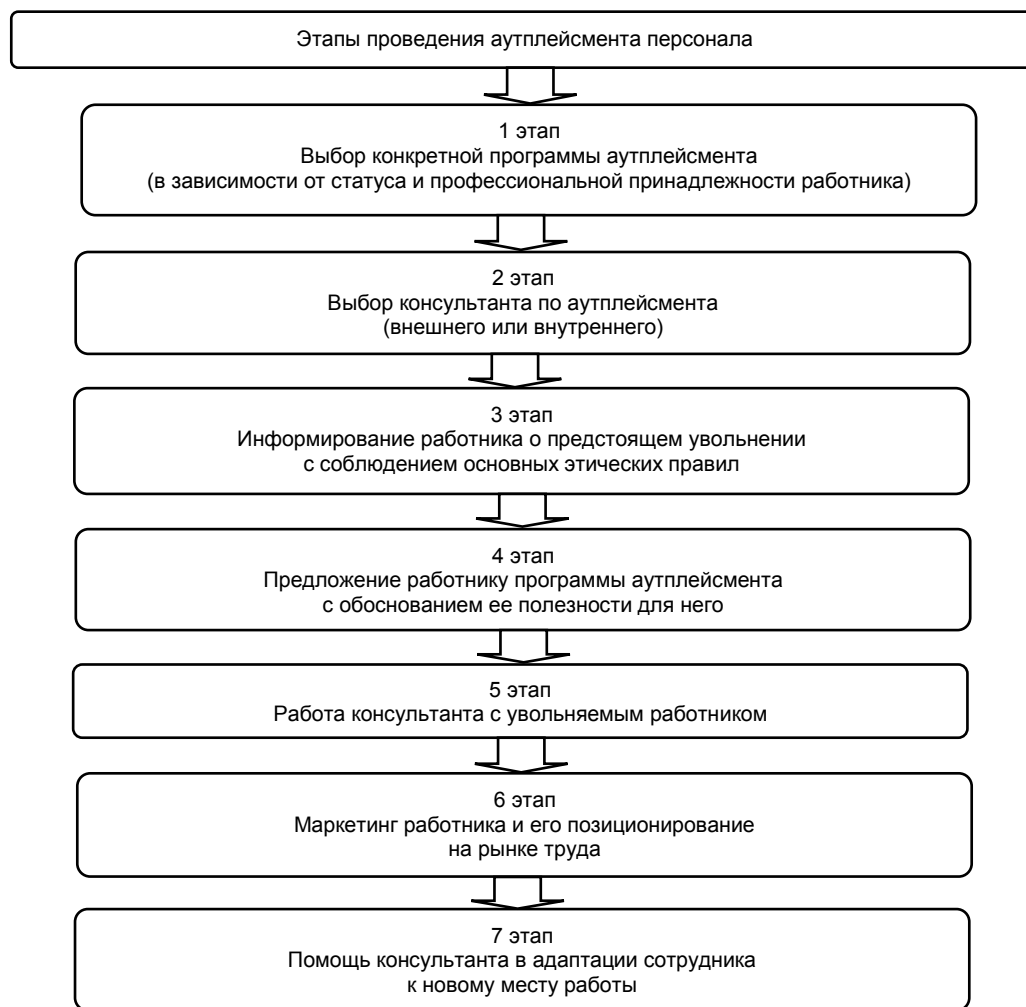 Этапы проведения аутплейсмента персонала
1 этап
Выбор конкретной программы аутплейсмента
(в зависимости от статуса и профессиональной принадлежности работника)
2 этап
Выбор консультанта по аутплейсмента
(внешнего или внутреннего)
3 этап
Информирование работника о предстоящем увольнении
с соблюдением основных этических правил
4 этап
Предложение работнику программы аутплейсмента
с обоснованием ее полезности для него
5 этап
Работа консультанта с увольняемым работником
6 этап
Маркетинг работника и его позиционирование
на рынке труда
7 этап
Помощь консультанта в адаптации сотрудника
к новому месту работы